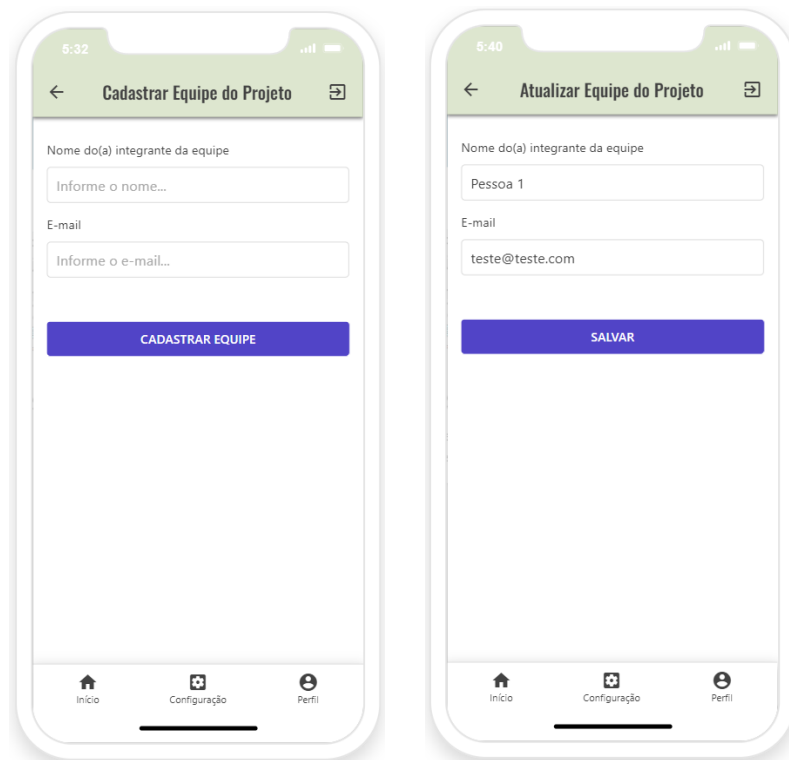 5:32
Cadastrar Equipe do Projeto
Nome do(a) integrante da equipe
Informe o nome...
E-mail
Informe o e-mail...
CADASTRAR EQUIPE
Início
Configuração
Perfil
5:40
Atualizar Equipe do Projeto
Nome do(a) integrante da equipe
Pessoa 1
E-mail
teste@teste.com
SALVAR
Início
Configuração
Perfil